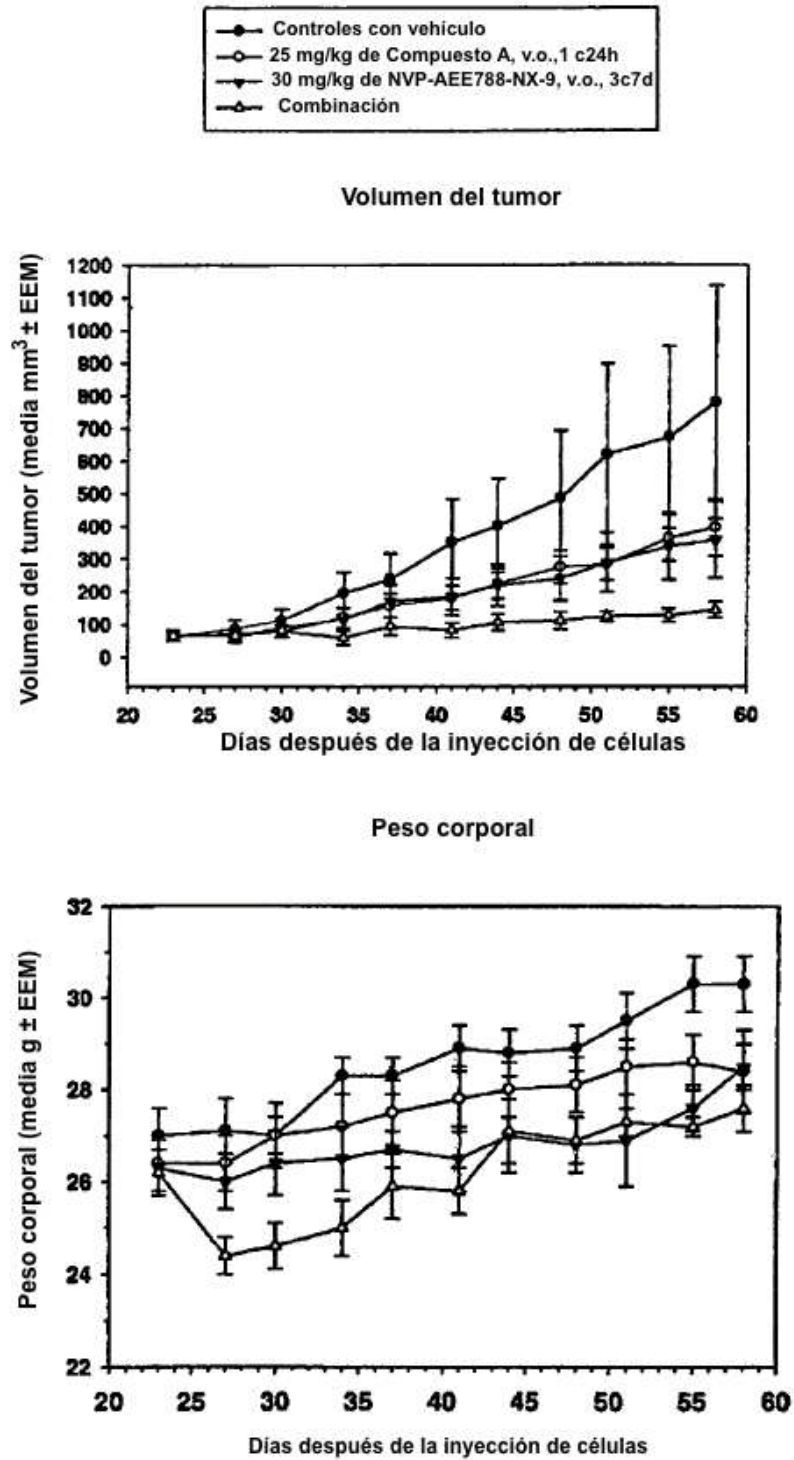 Controles con vehículo
25 mg/kg de Compuesto A, v.o.,1 c24h
30 mg/kg de NVP-AEE788-NX-9, v.o., 3c7d
Combinación
Volumen del tumor
Volumen del tumor (media mm³ ± EEM)
1200
1100
1000
900
800
700
600
500
400
300
200
100
0
20 25 30 35 40 45 50 55 60
Días después de la inyección de células
Peso corporal
Peso corporal (media g ± EEM)
32
30
28
26
24
22
20 25 30 35 40 45 50 55 60
Días después de la inyección de células